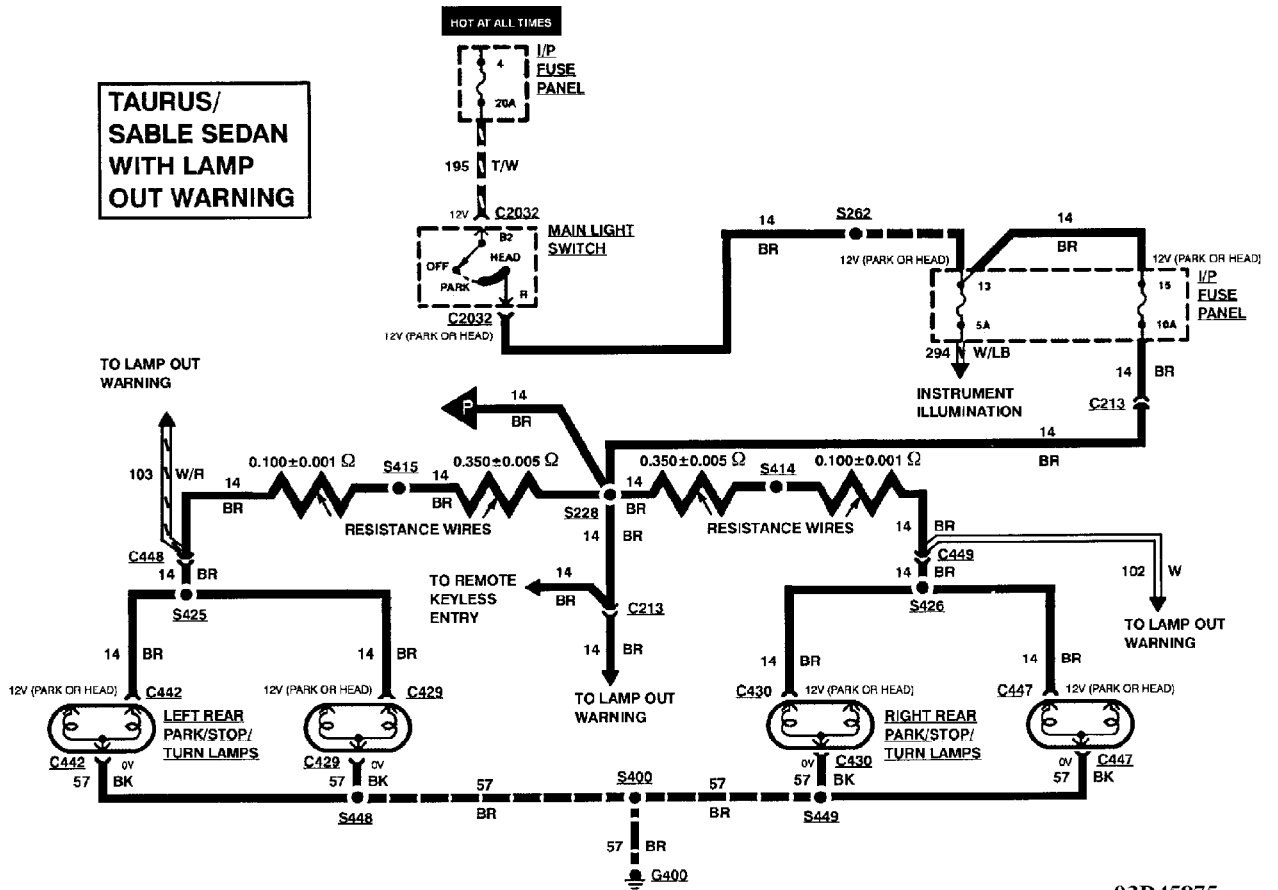 HOT AT ALL TIMES
I/P
FUSE
PANEL
4
20A
TAURUS/
SABLE SEDAN
WITH LAMP
OUT WARNING
195 T/W
12V C2032
B2
MAIN LIGHT
SWITCH
OFF
HEAD
PARK
R
C2032
12V (PARK OR HEAD)
14
BR
S262
14
BR
12V (PARK OR HEAD)
12V (PARK OR HEAD)
13
15
I/P
FUSE
PANEL
5A
10A
294 W/LB
14 BR
INSTRUMENT
ILLUMINATION
C213
TO LAMP OUT
WARNING
P
14
BR
14
BR
103 W/R
14
BR
0.100±0.001 Ω
S415
14
BR
0.350±0.005 Ω
0.350±0.005 Ω
S414
0.100±0.001 Ω
14
BR
RESISTANCE WIRES
S228
RESISTANCE WIRES
14 BR
14 BR
C448
C449
14 BR
14 BR
102 W
TO REMOTE
KEYLESS
ENTRY
14
BR
C213
S425
S426
TO LAMP OUT
WARNING
14 BR
14 BR
14 BR
14 BR
14 BR
TO LAMP OUT
WARNING
12V (PARK OR HEAD) C442
12V (PARK OR HEAD) C429
C430 12V (PARK OR HEAD)
C447 12V (PARK OR HEAD)
LEFT REAR
PARK/STOP/
TURN LAMPS
RIGHT REAR
PARK/STOP/
TURN LAMPS
C442 0V
C429 0V
0V C430
0V C447
57 BK
57 BK
57 BK
57 BK
S448
57
BR
S400
57
BR
S449
57 BR
G400